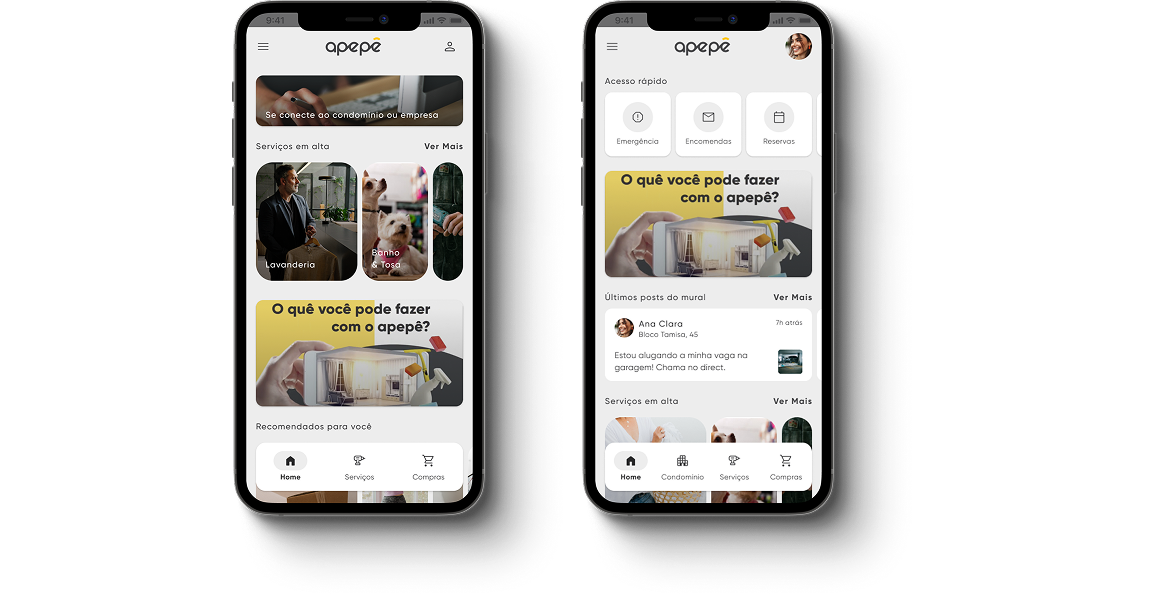 9:41
apepê
Se conecte ao condomínio ou empresa
Serviços em alta
Ver Mais
Lavanderia
Banho
& Tosa
O quê você pode fazer
com o apepê?
Recomendados para você
Home
Serviços
Compras
9:41
apepê
Acesso rápido
Emergência
Encomendas
Reservas
O quê você pode fazer
com o apepê?
Últimos posts do mural
Ver Mais
Ana Clara
7h atrás
Bloco Tamisa, 45
Estou alugando a minha vaga na
garagem! Chama no direct.
Serviços em alta
Ver Mais
Home
Condomínio
Serviços
Compras